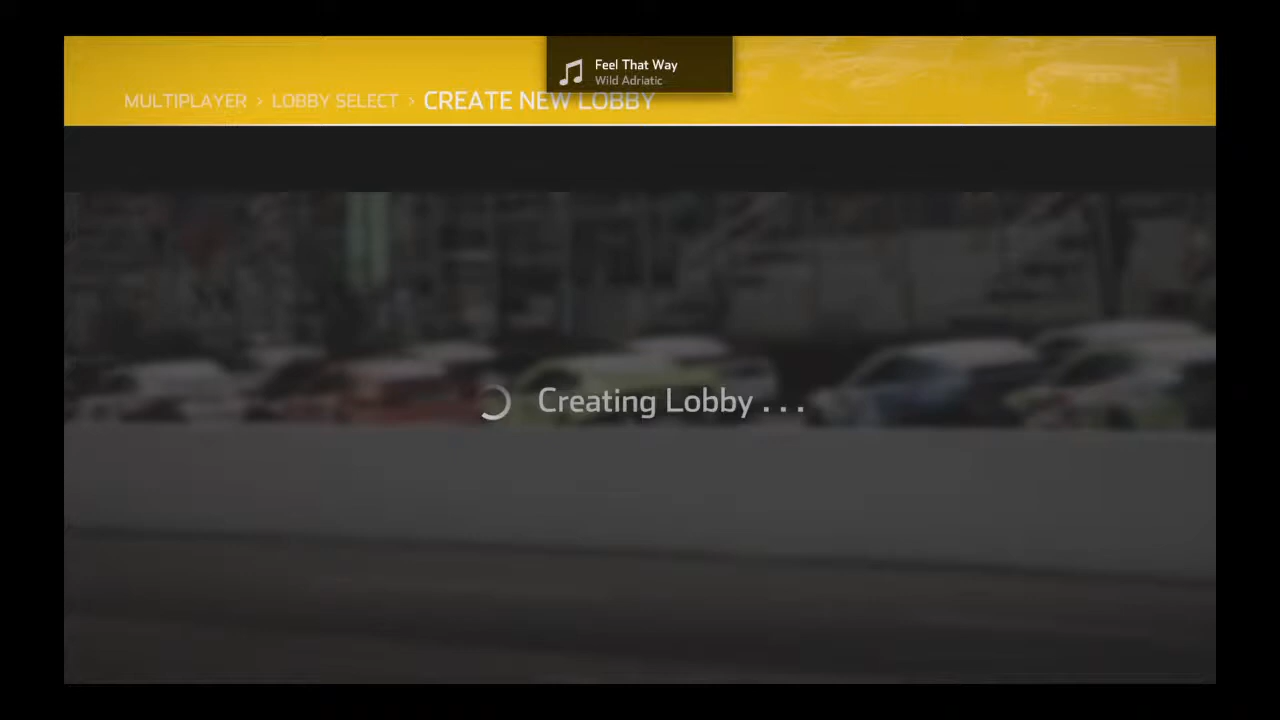 Feel That Way
Wild Adriatic
MULTIPLAYER > LOBBY SELECT > CREATE NEW LOBBY
Creating Lobby . . .